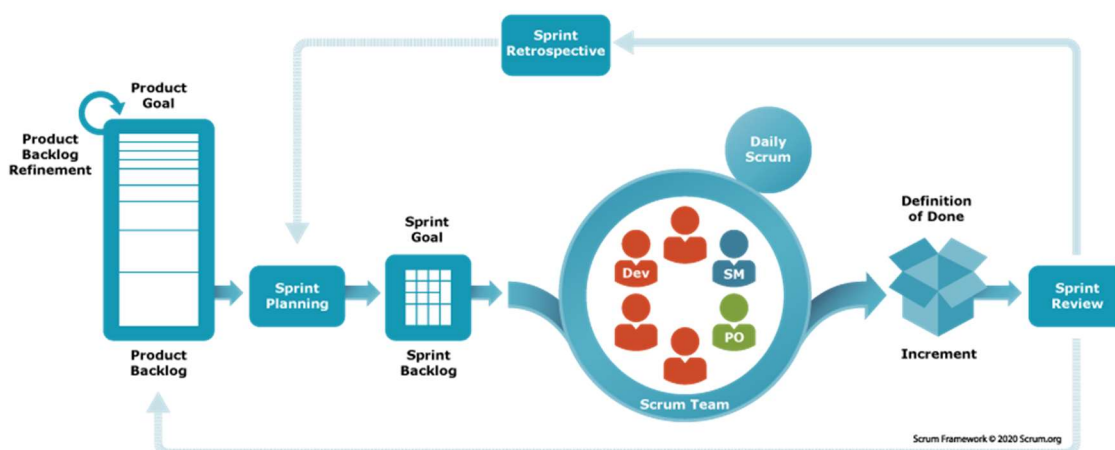 Sprint
Retrospective
Product
Goal
Product
Backlog
Refinement
Daily
Scrum
Definition
of Done
Sprint
Goal
Dev
SM
Sprint
Planning
Sprint
Review
PO
Product
Backlog
Sprint
Backlog
Increment
Scrum Team
Scrum Framework © 2020 Scrum.org